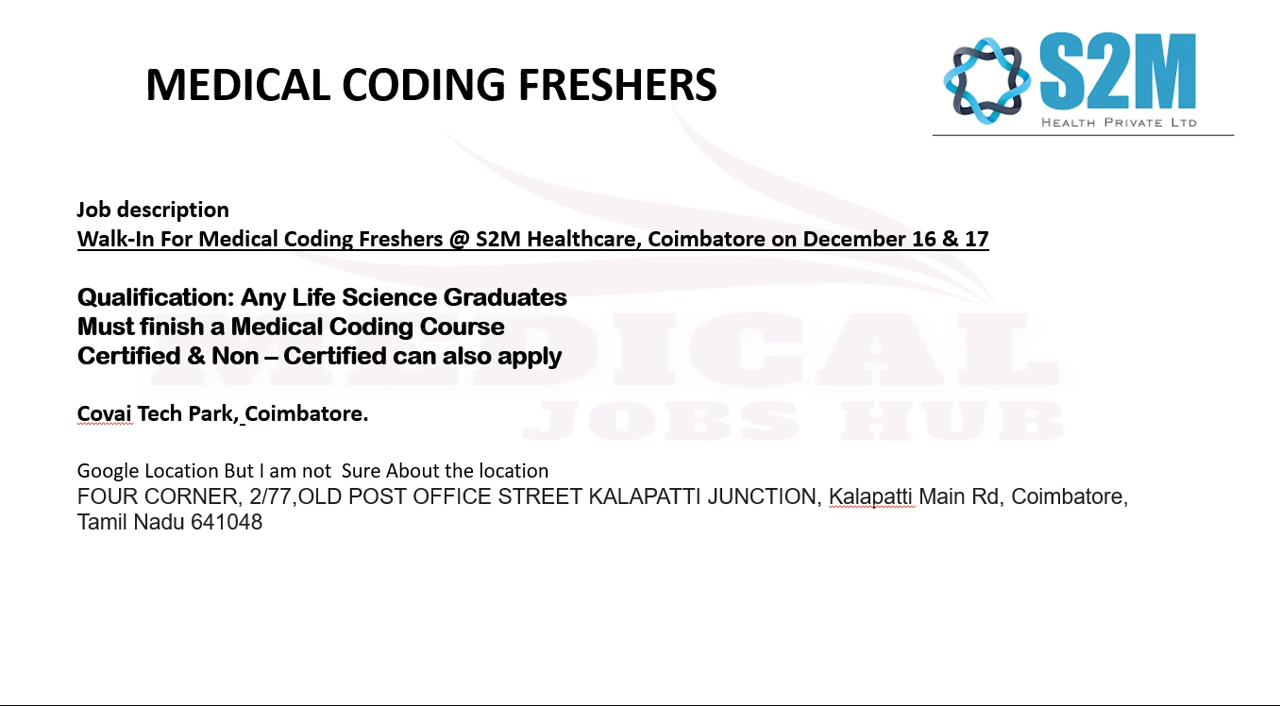 MEDICAL CODING FRESHERS
S2M
HEALTH PRIVATE LTD
Job description
Walk-In For Medical Coding Freshers @ S2M Healthcare, Coimbatore on December 16 & 17
Qualification: Any Life Science Graduates
Must finish a Medical Coding Course
Certified & Non – Certified can also apply
MEDICAL
JOBS HUB
Covai Tech Park, Coimbatore.
Google Location But I am not  Sure About the location
FOUR CORNER, 2/77,OLD POST OFFICE STREET KALAPATTI JUNCTION, Kalapatti Main Rd, Coimbatore,
Tamil Nadu 641048